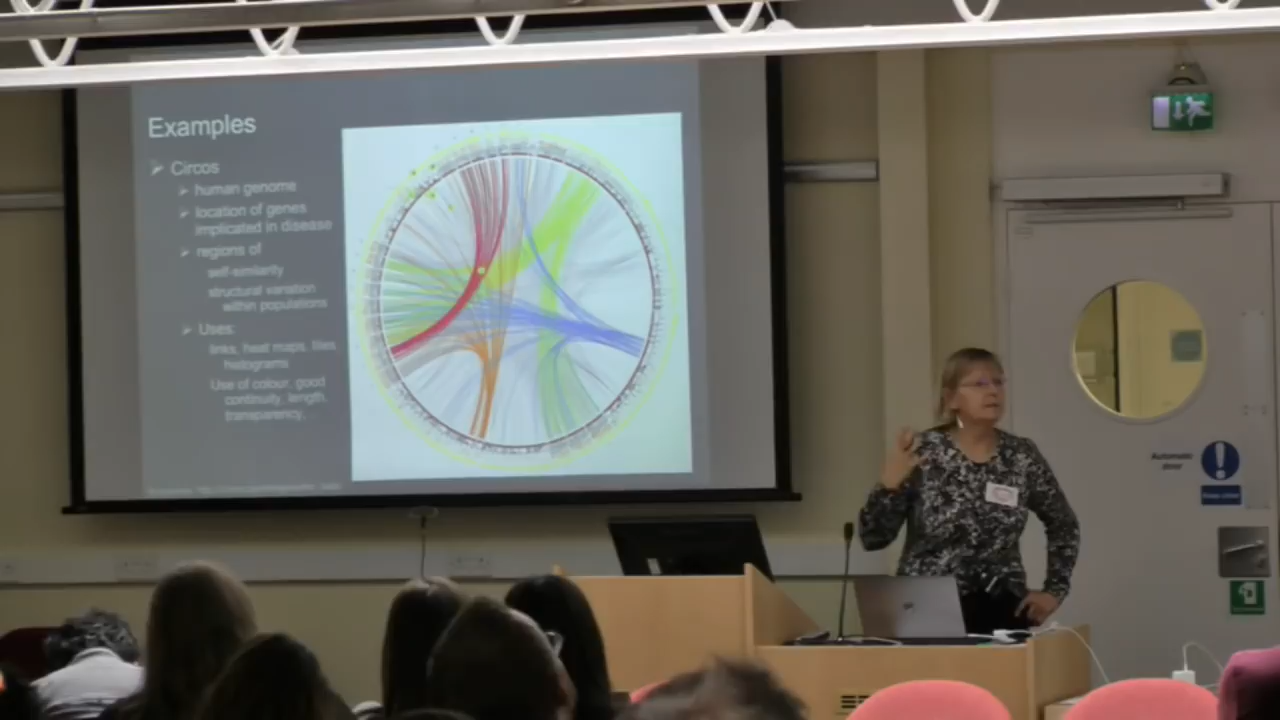 Examples
Circos
human genome
location of genes
implicated in disease
regions of
self-similarity
structural variation
within populations
Uses:
links, heat maps, tiles
histograms
Use of colour, good
continuity, length,
transparency,
Automatic
door